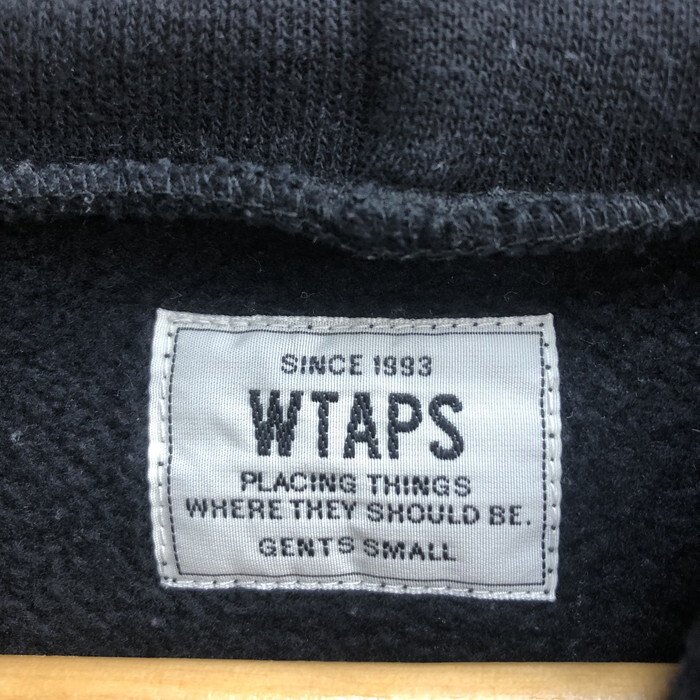 SINCE 1993
WTAPS
PLACING THINGS
WHERE THEY SHOULD BE.
GENTS SMALL